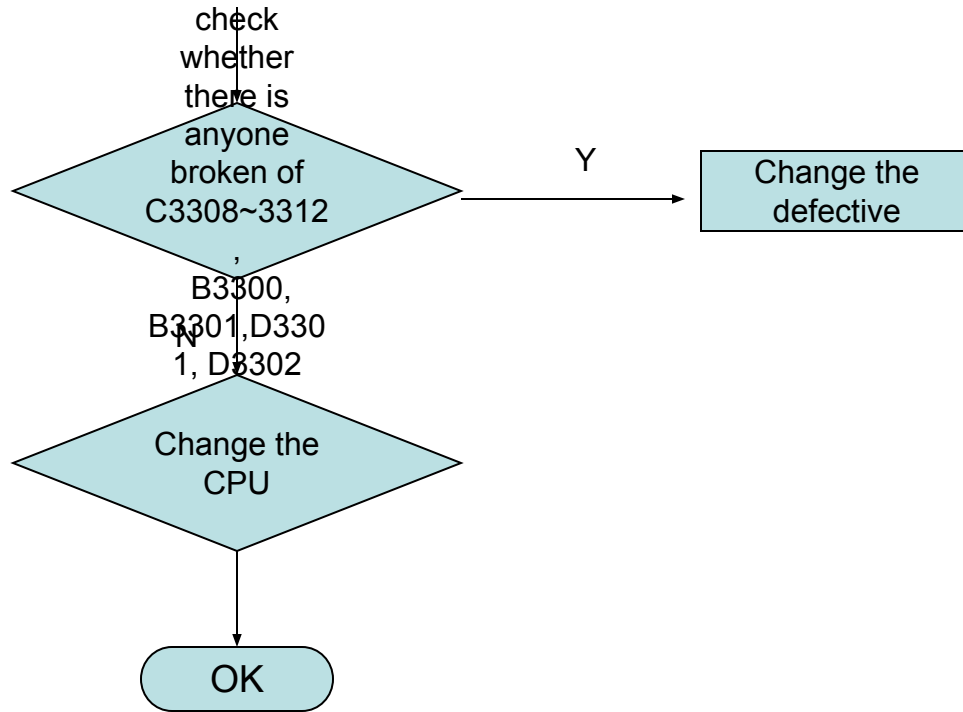 check
whether
there is
anyone
broken of
C3308~3312
,
B3300,
B3301,D330
1, D3302
Y
Change the
defective
N
Change the
CPU
OK